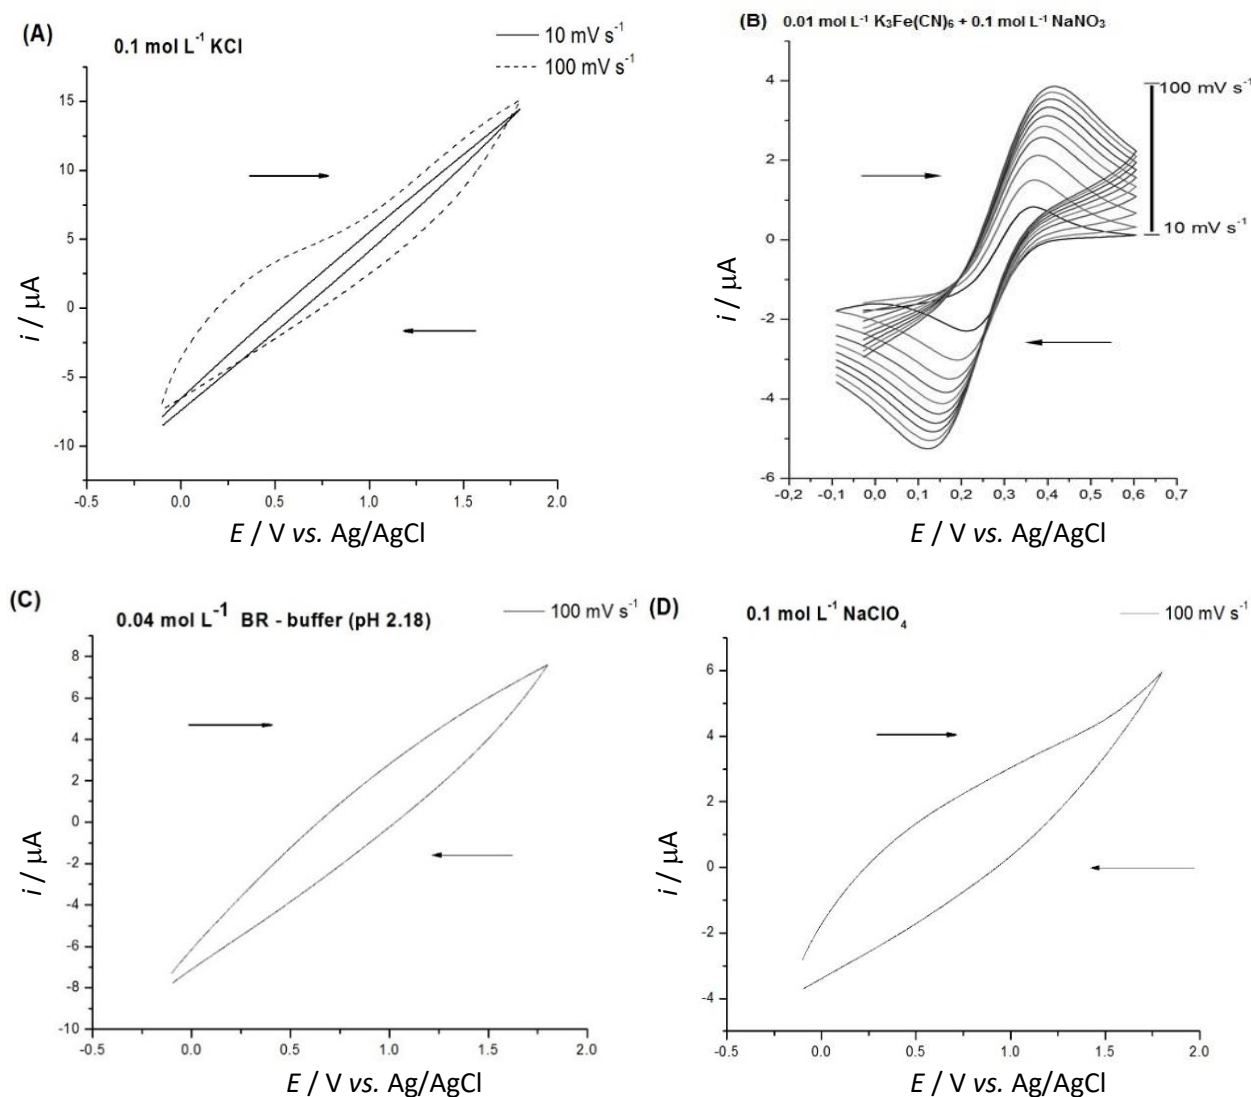 (A)
0.1 mol L⁻¹ KCl
10 mV s⁻¹
100 mV s⁻¹
15
10
5
0
-5
-10
i / μA
-0.5 0.0 0.5 1.0 1.5 2.0
E / V vs. Ag/AgCl
(B) 0.01 mol L⁻¹ K₃Fe(CN)₆ + 0.1 mol L⁻¹ NaNO₃
100 mV s⁻¹
10 mV s⁻¹
4
2
0
-2
-4
-6
i / μA
-0,2 -0,1 0,0 0,1 0,2 0,3 0,4 0,5 0,6 0,7
E / V vs. Ag/AgCl
(C)
0.04 mol L⁻¹ BR - buffer (pH 2.18)
100 mV s⁻¹
8
6
4
2
0
-2
-4
-6
-8
-10
i / μA
-0.5 0.0 0.5 1.0 1.5 2.0
E / V vs. Ag/AgCl
(D)
0.1 mol L⁻¹ NaClO₄
100 mV s⁻¹
6
4
2
0
-2
-4
i / μA
-0.5 0.0 0.5 1.0 1.5 2.0
E / V vs. Ag/AgCl